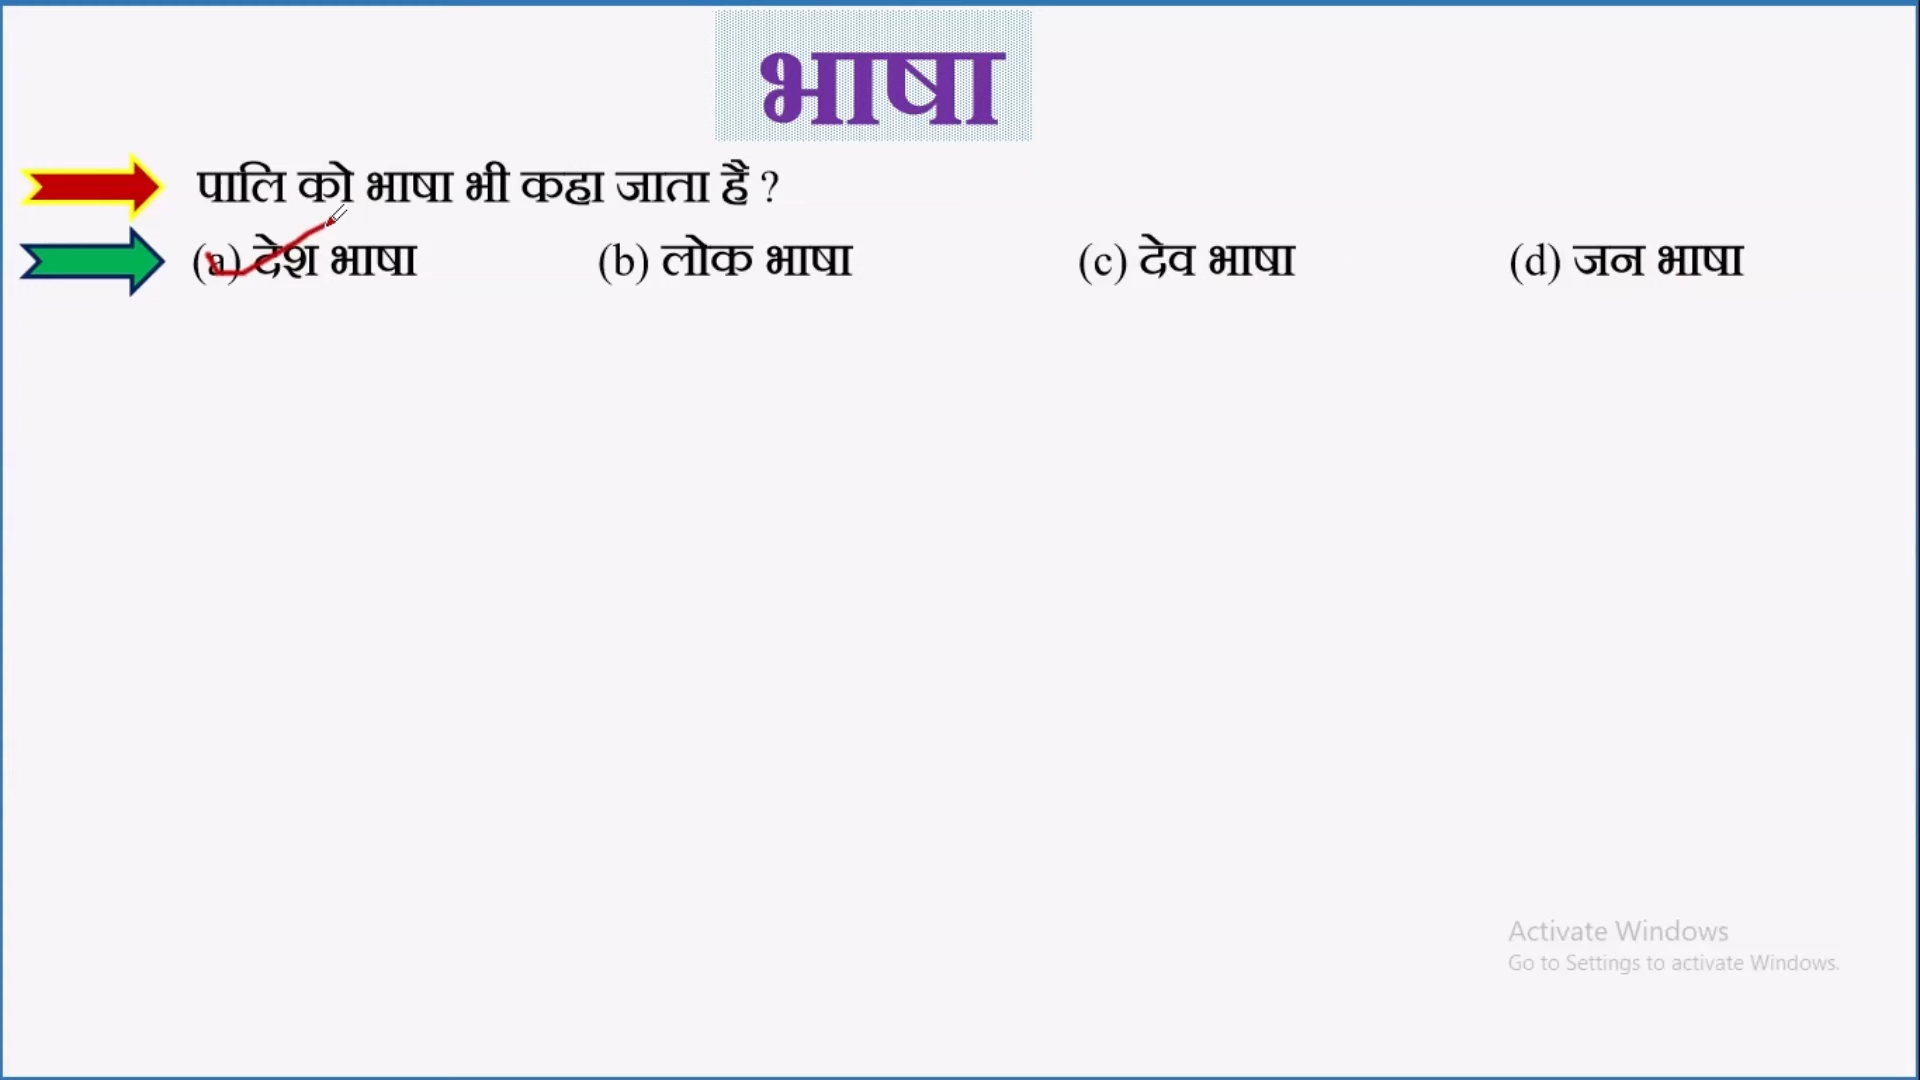 भाषा
पालि को भाषा भी कहा जाता है ?
(a) देश भाषा (b) लोक भाषा (c) देव भाषा (d) जन भाषा
Activate Windows
Go to Settings to activate Windows.